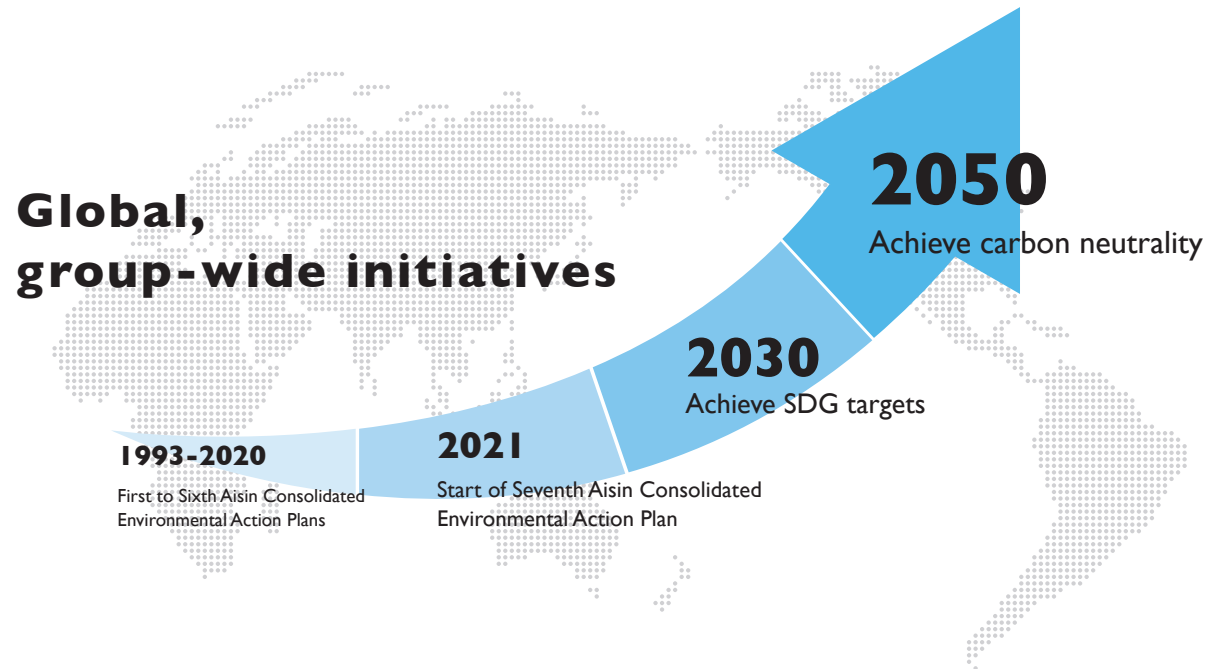 Global,
group-wide initiatives
1993-2020
First to Sixth Aisin Consolidated
Environmental Action Plans
2021
Start of Seventh Aisin Consolidated
Environmental Action Plan
2030
Achieve SDG targets
2050
Achieve carbon neutrality